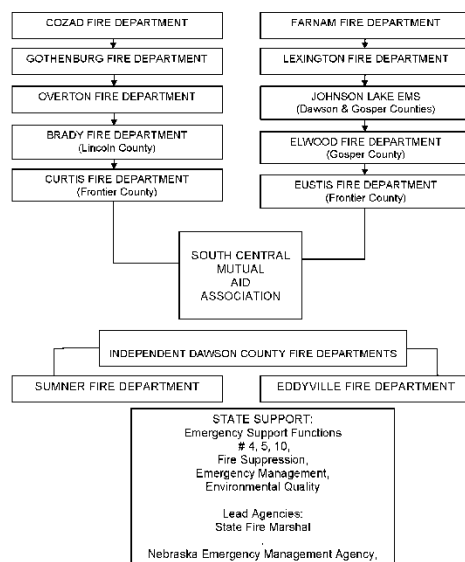 COZAD FIRE DEPARTMENT
GOTHENBURG FIRE DEPARTMENT
OVERTON FIRE DEPARTMENT
BRADY FIRE DEPARTMENT
(Lincoln County)
CURTIS FIRE DEPARTMENT
(Frontier County)
FARNAM FIRE DEPARTMENT
LEXINGTON FIRE DEPARTMENT
JOHNSON LAKE EMS
(Dawson & Gosper Counties)
ELWOOD FIRE DEPARTMENT
(Gosper County)
EUSTIS FIRE DEPARTMENT
(Frontier County)
SOUTH CENTRAL
MUTUAL
AID
ASSOCIATION
INDEPENDENT DAWSON COUNTY FIRE DEPARTMENTS
SUMNER FIRE DEPARTMENT
EDDYVILLE FIRE DEPARTMENT
STATE SUPPORT:
Emergency Support Functions
# 4, 5, 10,
Fire Suppression,
Emergency Management,
Environmental Quality
Lead Agencies:
State Fire Marshal
,
Nebraska Emergency Management Agency,